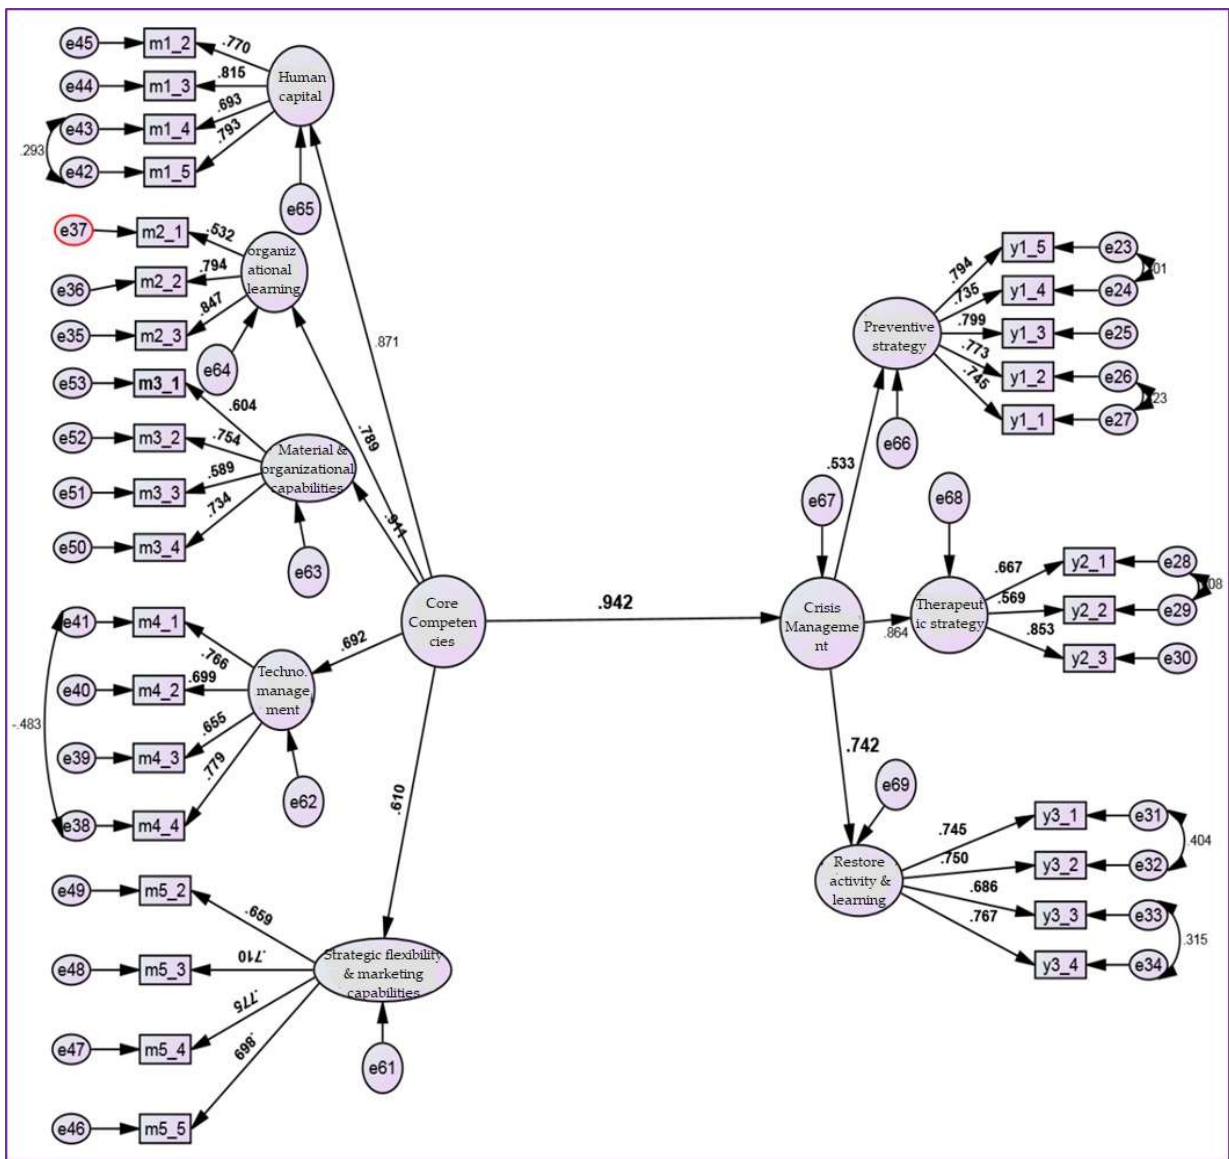 e45
m1_2
.770
e44
m1_3
.815
Human
capital
e43
m1_4
.693
.293
e42
m1_5
.793
e65
e37
m2_1
.532
organiz
ational
learning
e36
m2_2
.794
e35
m2_3
.847
e64
.871
.789
e53
m3_1
.604
e52
m3_2
.754
Material &
organizational
capabilities
e51
m3_3
.589
e50
m3_4
.734
e63
Core
Competen
cies
.942
e41
m4_1
.766
.692
Techno.
manage
ment
e40
m4_2
.699
-.483
e39
m4_3
.655
e38
m4_4
.779
e62
.610
e49
m5_2
.659
e48
m5_3
.710
Strategic flexibility
& marketing
capabilities
e47
m5_4
.775
e46
m5_5
e61
Preventive
strategy
.794
y1_5
e23
.735
y1_4
e24
.799
y1_3
e25
.773
y1_2
e26
.745
y1_1
e27
e66
.533
e67
e68
Crisis
Manageme
nt
.864
Therapeut
ic strategy
.667
y2_1
e28
.569
y2_2
e29
.853
y2_3
e30
.742
e69
Restore
activity &
learning
.745
y3_1
e31
.750
y3_2
e32
.404
.686
y3_3
e33
.767
y3_4
e34
.315